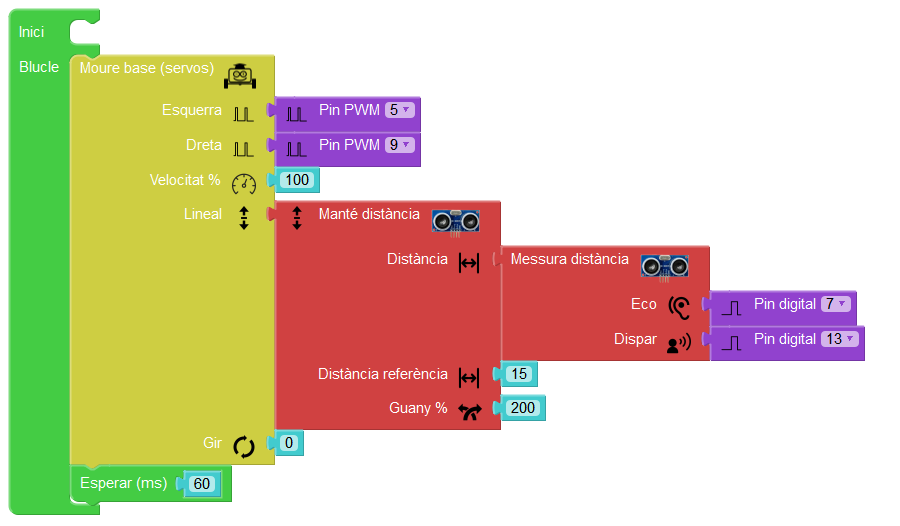 Inici
Blucle
Moure base (servos)
Esquerra Pin PWM 5
Dreta Pin PWM 9
Velocitat % 100
Lineal Manté distància
Distància Messura distància
Eco Pin digital 7
Dispar Pin digital 13
Distància referència 15
Guany % 200
Gir 0
Esperar (ms) 60